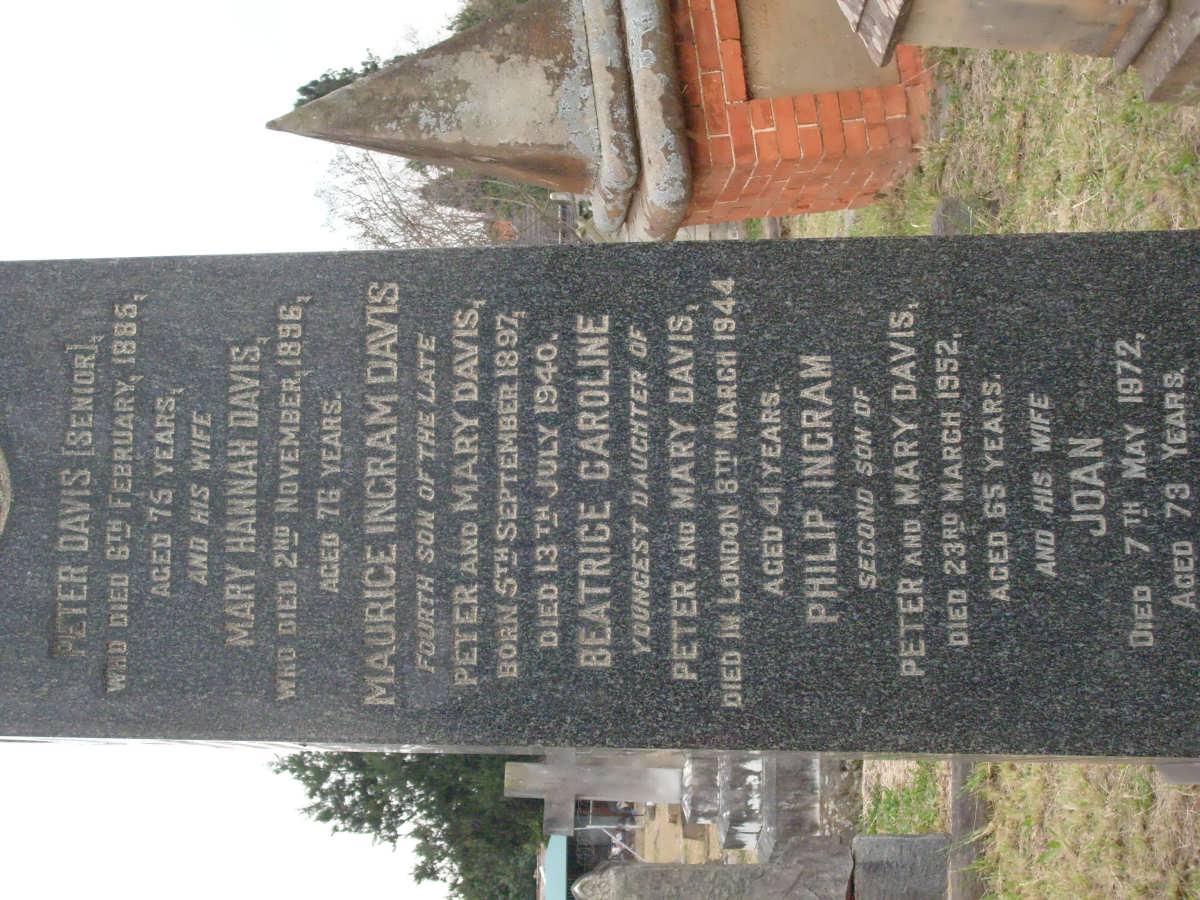 PETER DAVIS [SENOR],
WHO DIED 6TH FEBRUARY, 1885,
AGED 75 YEARS,
AND HIS WIFE
MARY HANNAH DAVIS,
WHO DIED 2ND NOVEMBER, 1896,
AGED 76 YEARS.
MAURICE INGRAM DAVIS
FOURTH SON OF THE LATE
PETER AND MARY DAVIS,
BORN 5TH SEPTEMBER 1897,
DIED 13TH JULY 1940.
BEATRICE CAROLINE
YOUNGEST DAUGHTER OF
PETER AND MARY DAVIS,
DIED IN LONDON 8TH MARCH 1944
AGED 41 YEARS.
PHILIP INGRAM
SECOND SON OF
PETER AND MARY DAVIS,
DIED 23RD MARCH 1952.
AGED 65 YEARS.
AND HIS WIFE
JOAN
DIED 7TH MAY 1972,
AGED 73 YEARS.